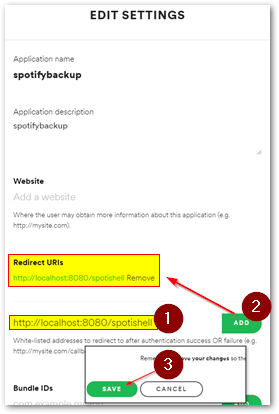 EDIT SETTINGS
Application name
spotifybackup
Application description
spotifybackup
Website
Add a website
Where the user may obtain more information about this application (e.g.
http://mysite.com).
Redirect URIs
http://localhost:8080/spotishell Remove
http://localhost:8080/spotishell 1 ADD 2
White-listed addresses to redirect to after authentication success OR failure (e.g.
http://mysite.com/callb
save your changes so the
3
SAVE CANCEL
Bundle IDs